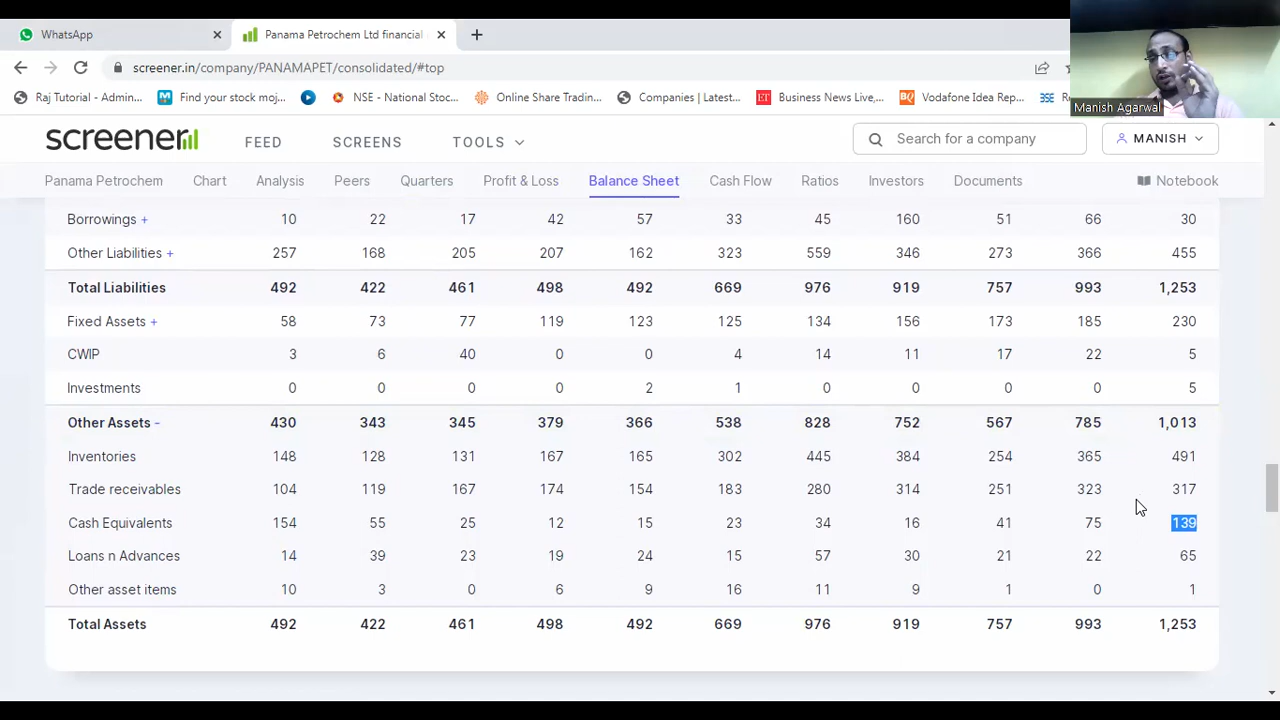 WhatsApp
Panama Petrochem Ltd financial
screener.in/company/PANAMAPET/consolidated/#top
Raj Tutorial - Admin... Find your stock moj... NSE - National Stoc... Online Share Tradin... Companies | Latest... Business News Live,... Vodafone Idea Rep...
Manish Agarwal
screener FEED SCREENS TOOLS Search for a company MANISH
Panama Petrochem Chart Analysis Peers Quarters Profit & Loss Balance Sheet Cash Flow Ratios Investors Documents Notebook
Borrowings + 10 22 17 42 57 33 45 160 51 66 30
Other Liabilities + 257 168 205 207 162 323 559 346 273 366 455
Total Liabilities 492 422 461 498 492 669 976 919 757 993 1,253
Fixed Assets + 58 73 77 119 123 125 134 156 173 185 230
CWIP 3 6 40 0 0 4 14 11 17 22 5
Investments 0 0 0 0 2 1 0 0 0 0 5
Other Assets - 430 343 345 379 366 538 828 752 567 785 1,013
Inventories 148 128 131 167 165 302 445 384 254 365 491
Trade receivables 104 119 167 174 154 183 280 314 251 323 317
Cash Equivalents 154 55 25 12 15 23 34 16 41 75 139
Loans n Advances 14 39 23 19 24 15 57 30 21 22 65
Other asset items 10 3 0 6 9 16 11 9 1 0 1
Total Assets 492 422 461 498 492 669 976 919 757 993 1,253